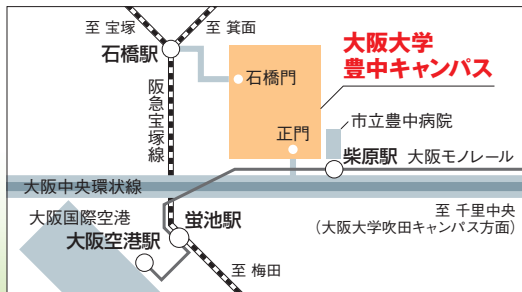 至 宝塚
至 箕面
石橋駅
大阪大学
豊中キャンパス
石橋門
阪急宝塚線
市立豊中病院
正門
柴原駅 大阪モノレール
大阪中央環状線
至 千里中央
(大阪大学吹田キャンパス方面)
大阪国際空港
蛍池駅
大阪空港駅
至 梅田